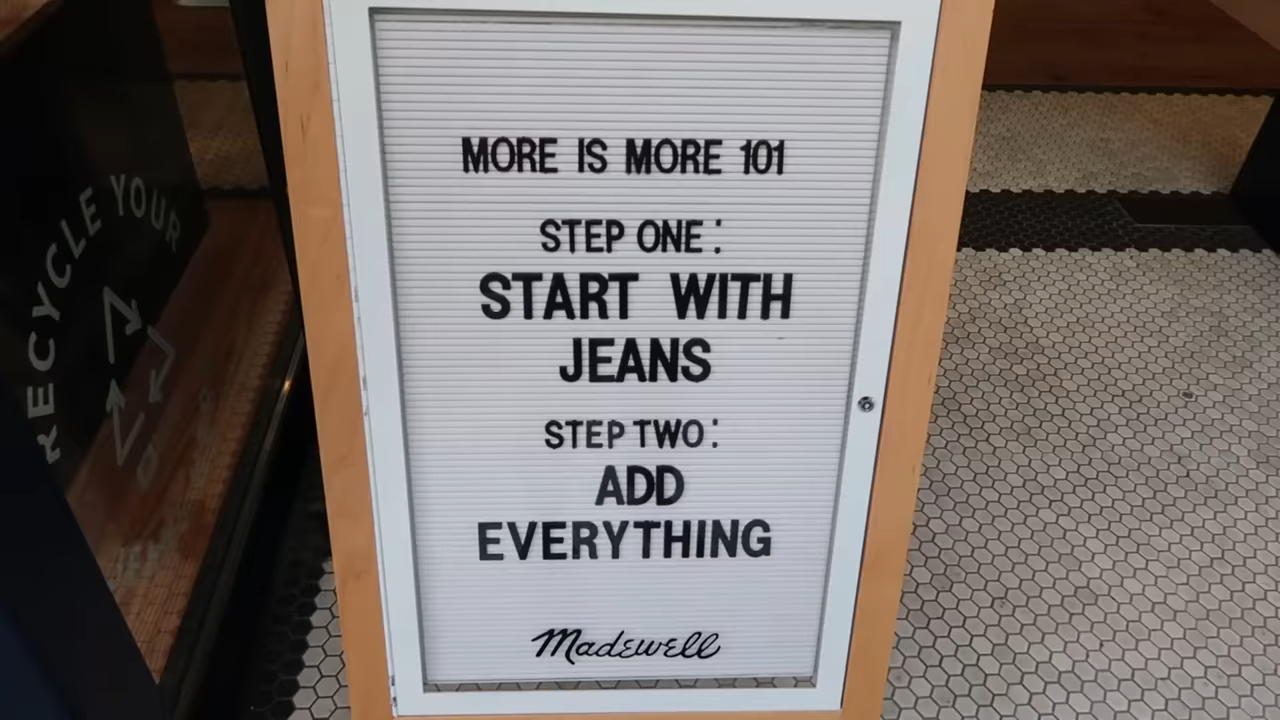 MORE IS MORE 101
STEP ONE:
START WITH
JEANS
STEP TWO:
ADD
EVERYTHING
Madewell
RECYCLE YOUR